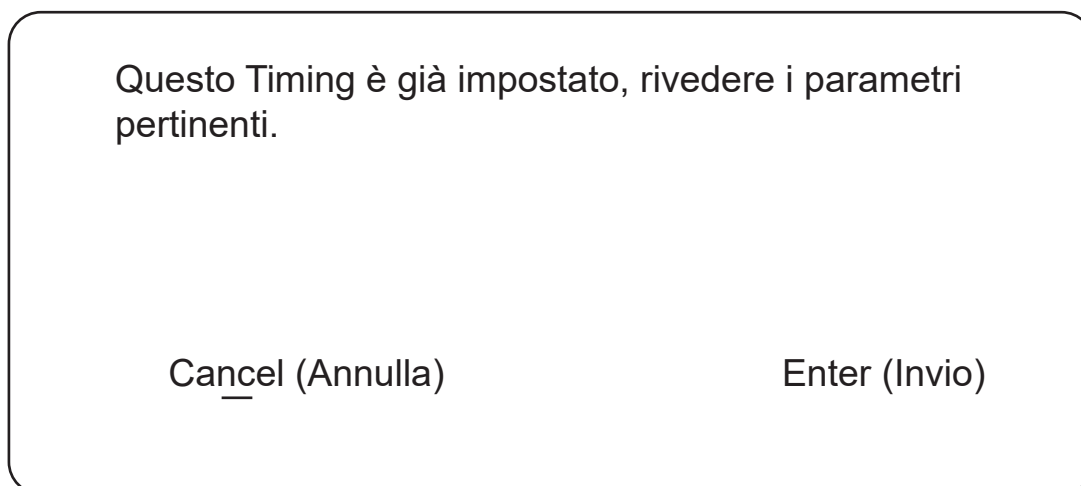 Questo Timing è già impostato, rivedere i parametri
pertinenti.
Cancel (Annulla) Enter (Invio)